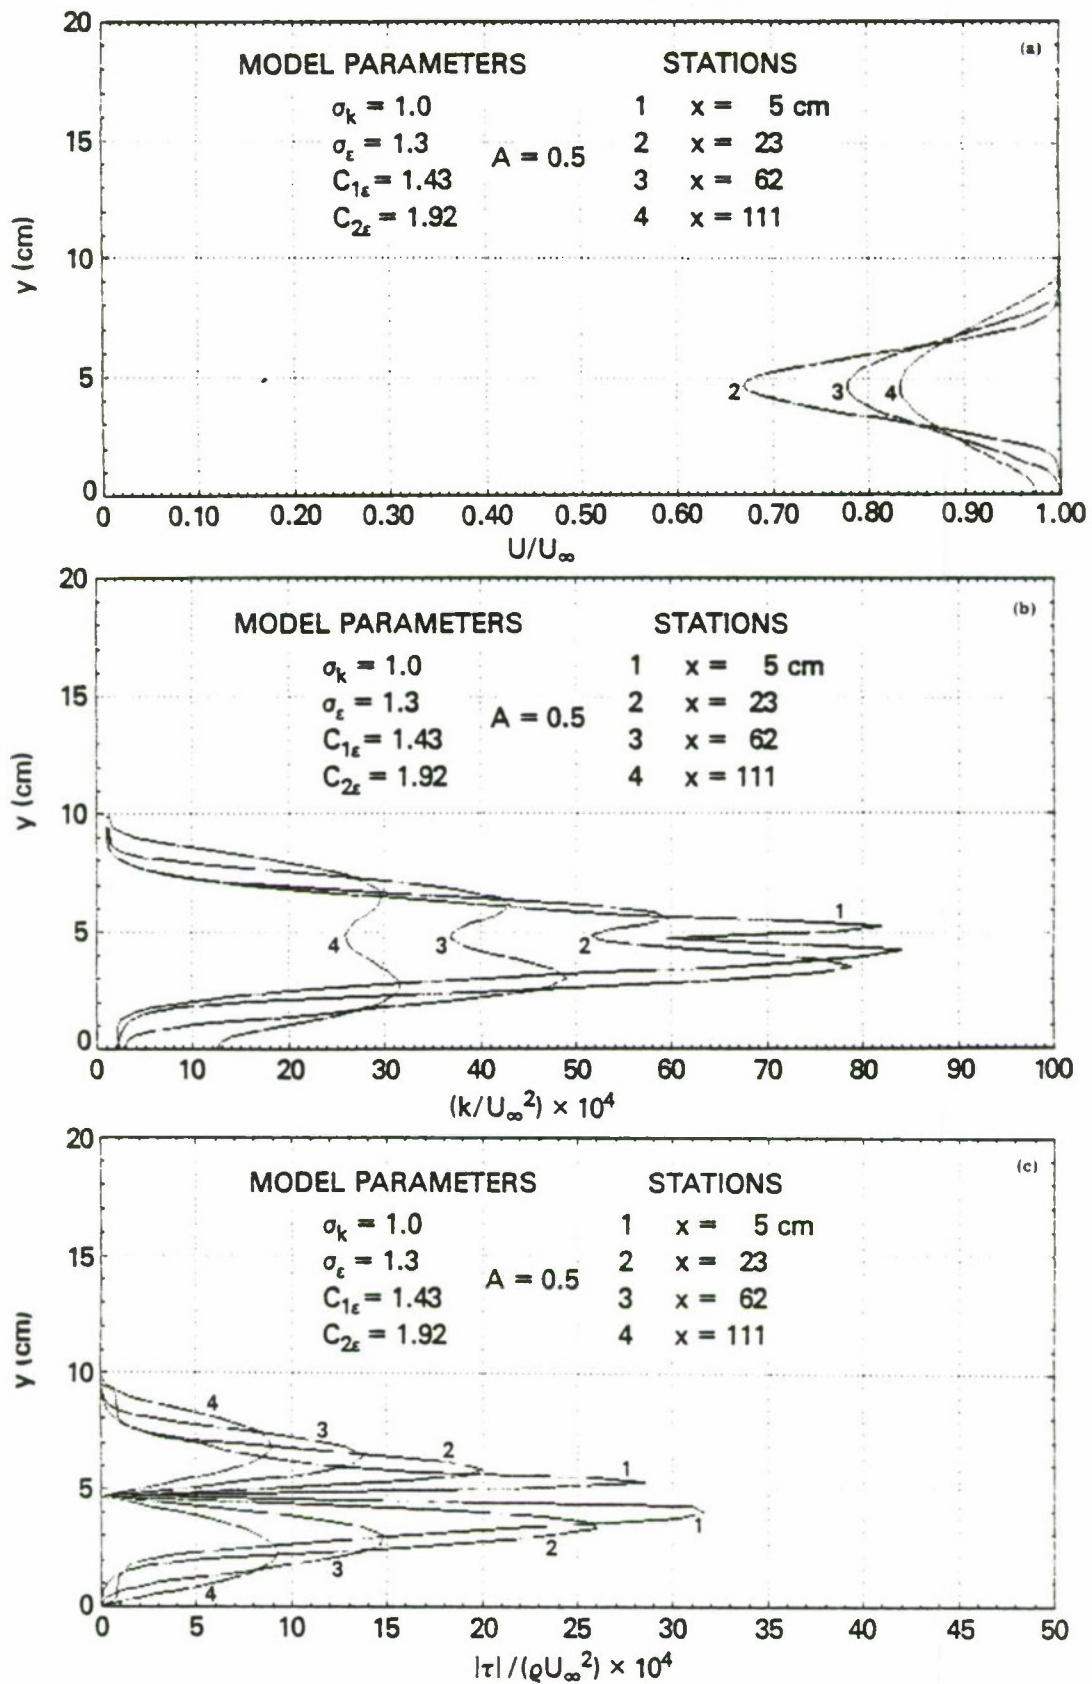 (a)
MODEL PARAMETERS STATIONS
σk = 1.0 1 x = 5 cm
σε = 1.3 A = 0.5 2 x = 23
C1ε = 1.43 3 x = 62
C2ε = 1.92 4 x = 111
20
15
10
5
0
y (cm)
2 3 4
0 0.10 0.20 0.30 0.40 0.50 0.60 0.70 0.80 0.90 1.00
U/U∞
(b)
MODEL PARAMETERS STATIONS
σk = 1.0 1 x = 5 cm
σε = 1.3 A = 0.5 2 x = 23
C1ε = 1.43 3 x = 62
C2ε = 1.92 4 x = 111
20
15
10
5
0
y (cm)
1
4 3 2
0 10 20 30 40 50 60 70 80 90 100
(k/U∞²) × 10⁴
(c)
MODEL PARAMETERS STATIONS
σk = 1.0 1 x = 5 cm
σε = 1.3 A = 0.5 2 x = 23
C1ε = 1.43 3 x = 62
C2ε = 1.92 4 x = 111
20
15
10
5
0
y (cm)
4
3
2
1
1
2
3
4
0 5 10 15 20 25 30 35 40 45 50
|τ|/(ϱU∞²) × 10⁴